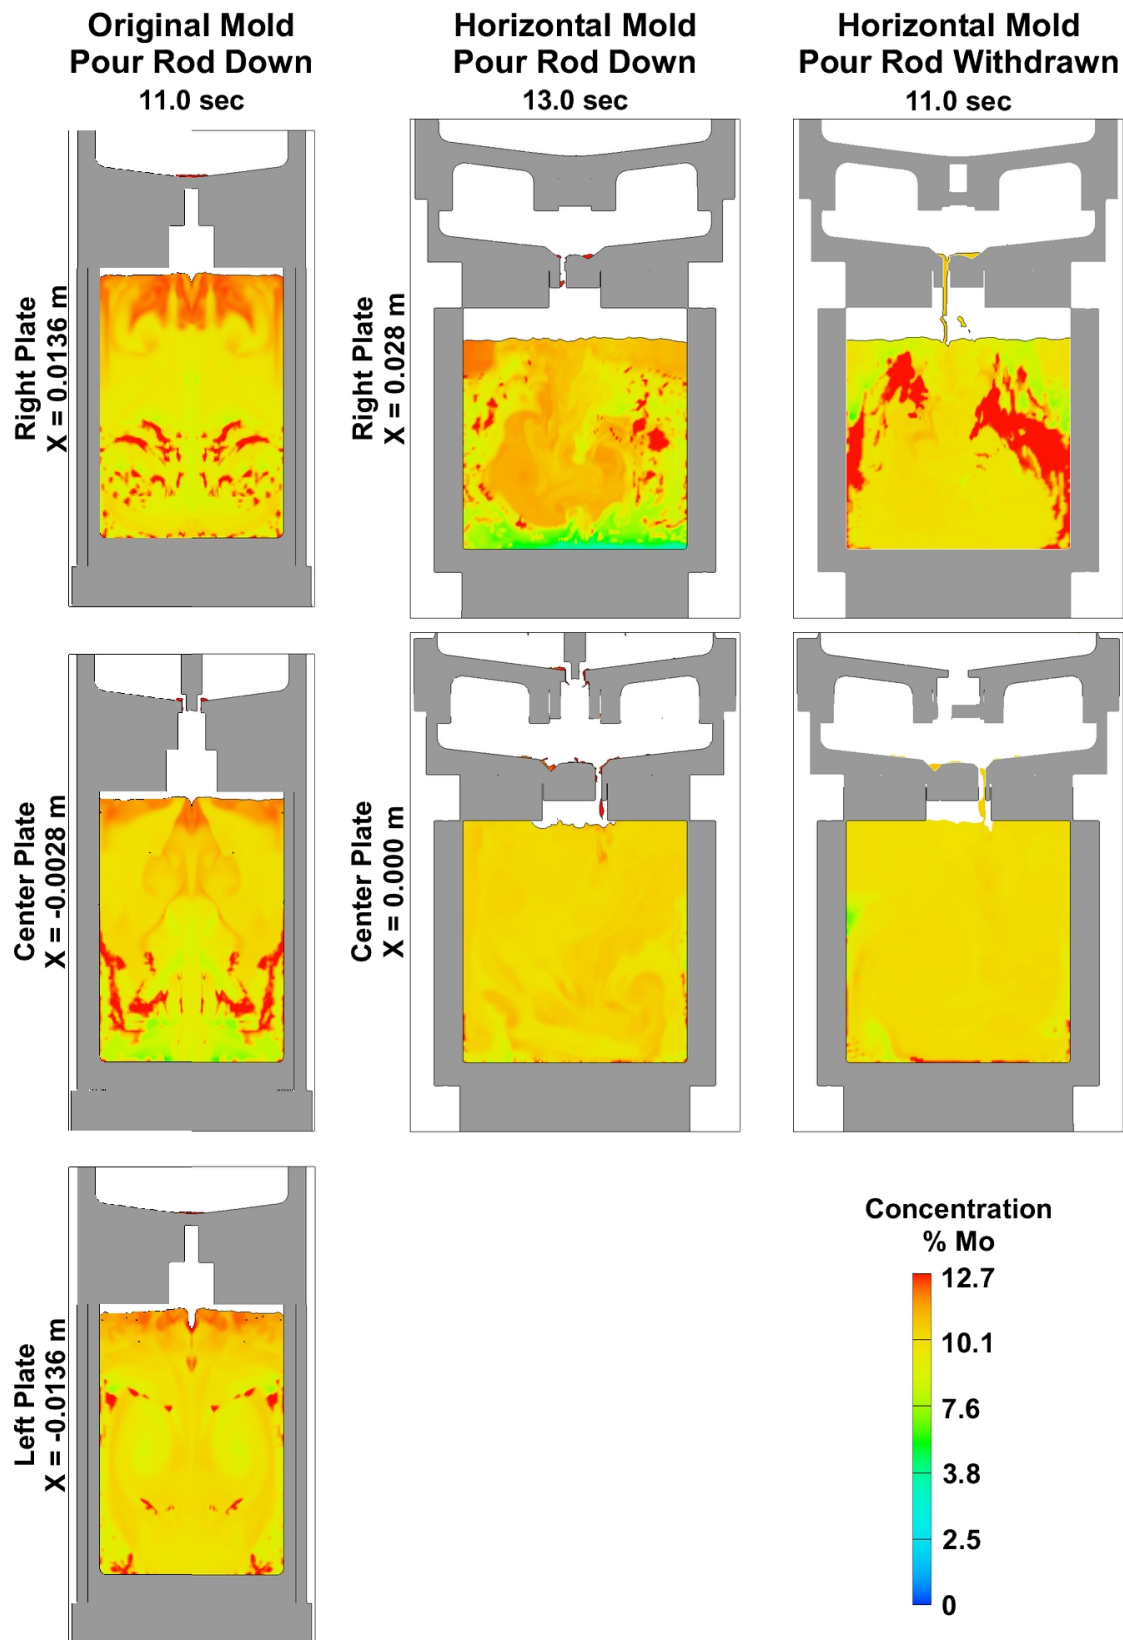 Original Mold
Pour Rod Down
11.0 sec
Horizontal Mold
Pour Rod Down
13.0 sec
Horizontal Mold
Pour Rod Withdrawn
11.0 sec
Right Plate
X = 0.0136 m
Right Plate
X = 0.028 m
Center Plate
X = -0.0028 m
Center Plate
X = 0.000 m
Left Plate
X = -0.0136 m
Concentration
% Mo
12.7
10.1
7.6
3.8
2.5
0